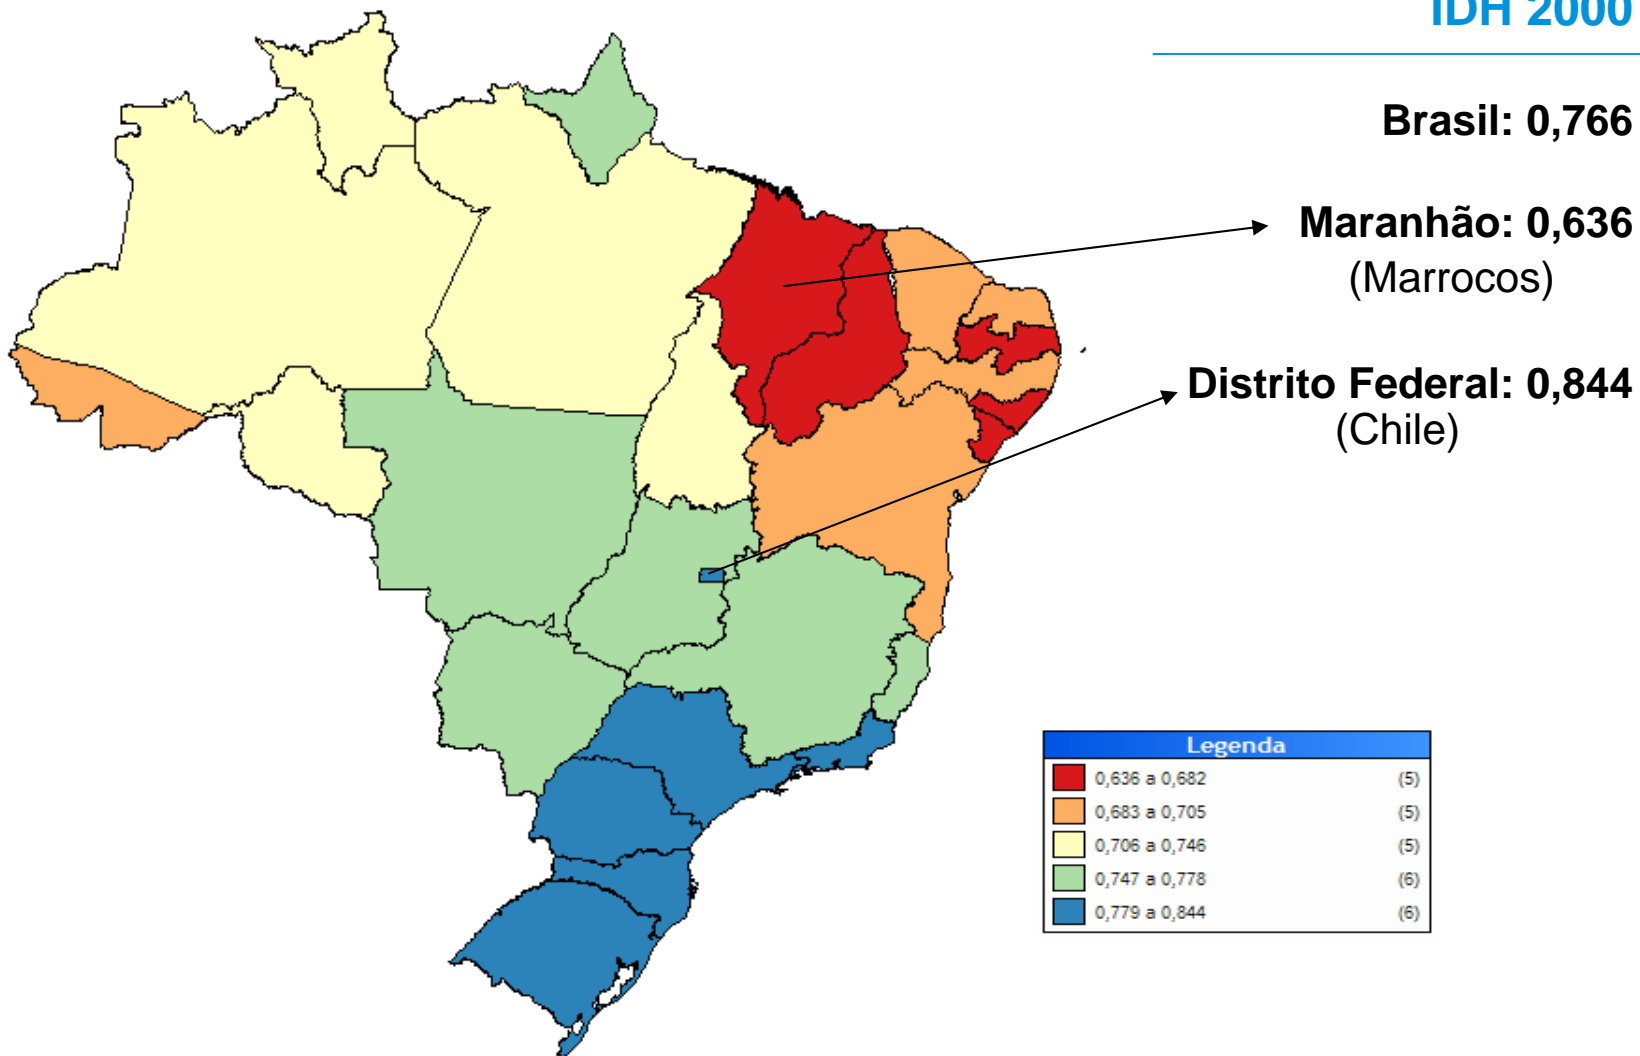 IDH 2000
Brasil: 0,766
Maranhão: 0,636
(Marrocos)
Distrito Federal: 0,844
(Chile)
Legenda
0,636 a 0,682 (5)
0,683 a 0,705 (5)
0,706 a 0,746 (5)
0,747 a 0,778 (6)
0,779 a 0,844 (6)